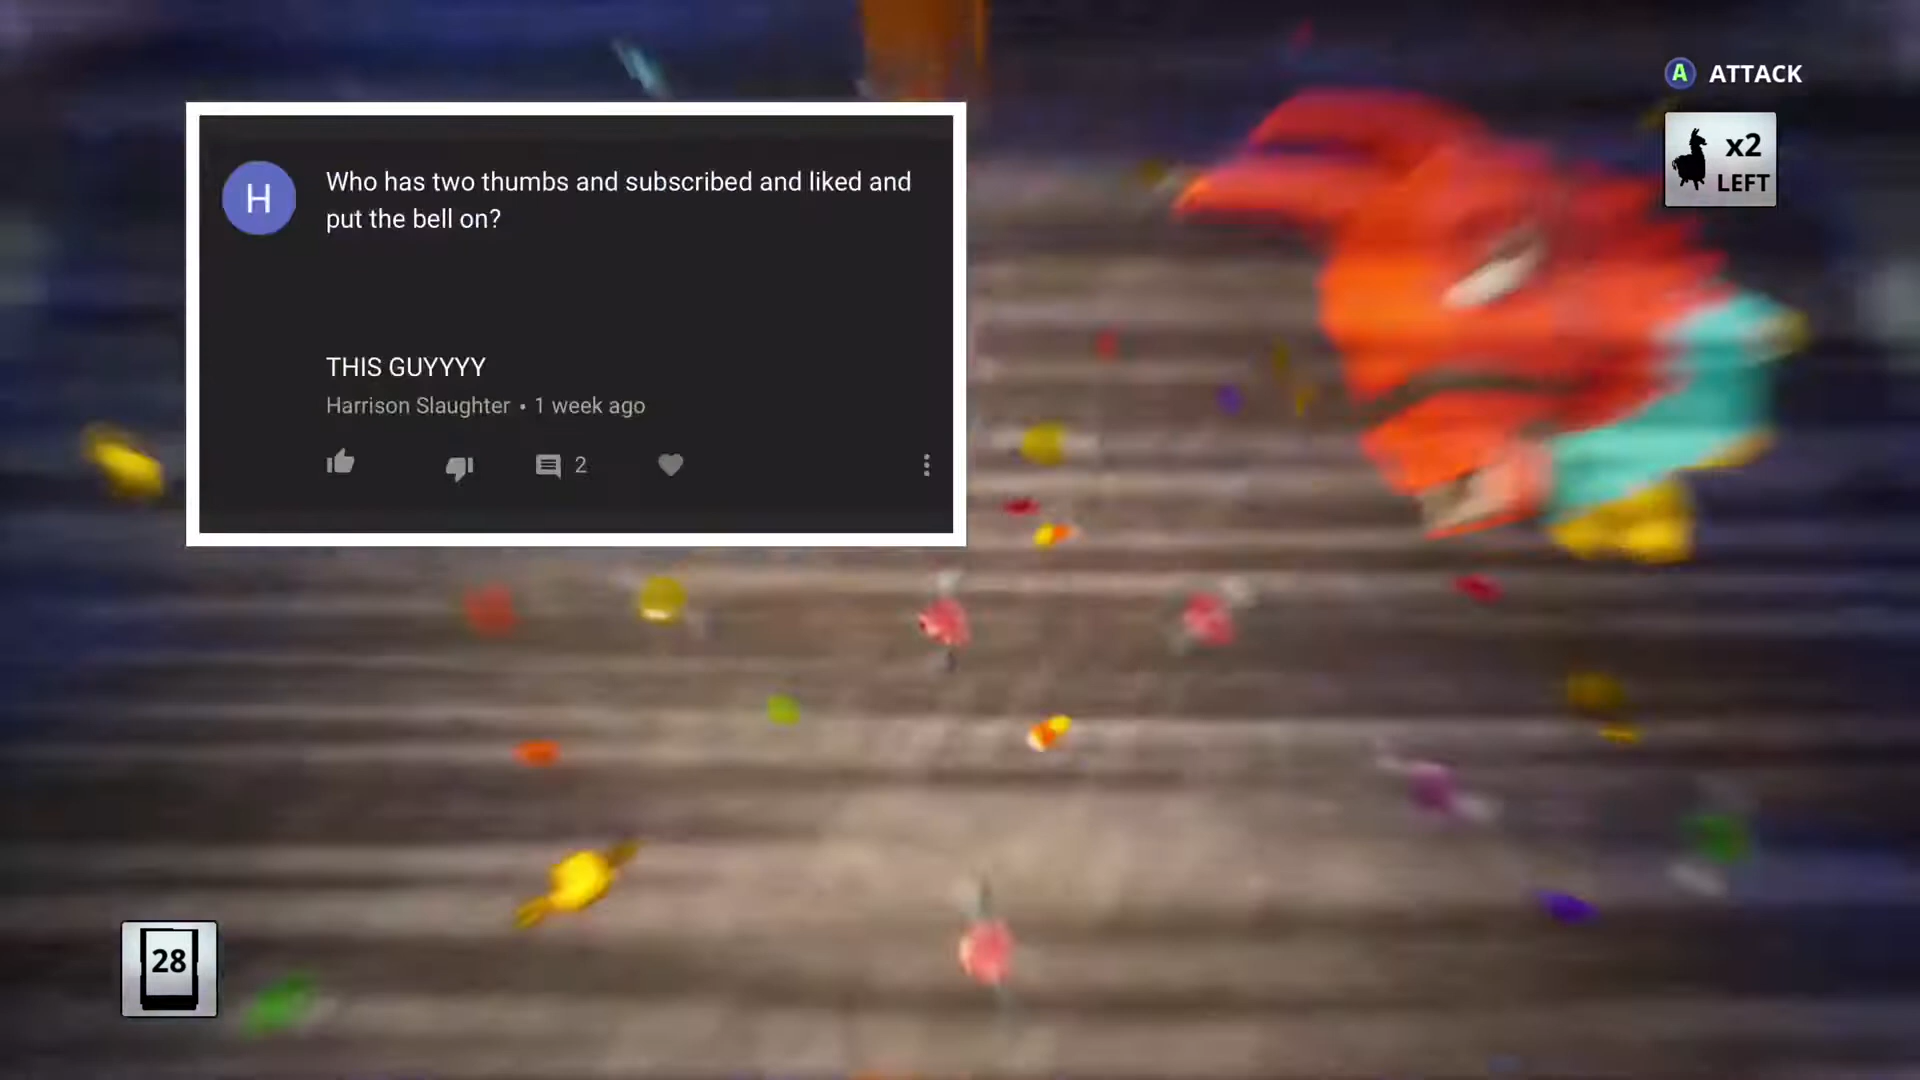 A ATTACK
x2
LEFT
H
Who has two thumbs and subscribed and liked and
put the bell on?
THIS GUYYYY
Harrison Slaughter • 1 week ago
2
28